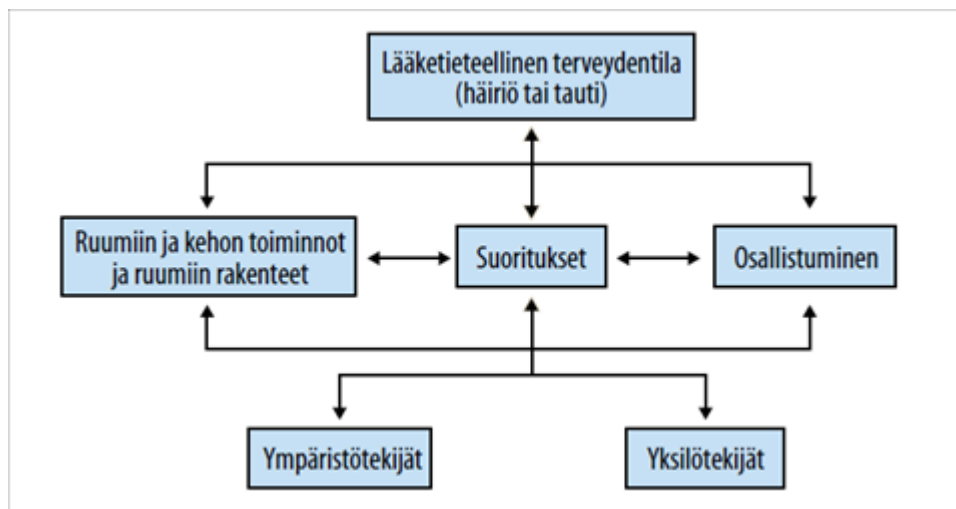 Lääketieteellinen terveydentila
(häiriö tai tauti)
Ruumiin ja kehon toiminnot
ja ruumiin rakenteet
Suoritukset
Osallistuminen
Ympäristötekijät
Yksilötekijät